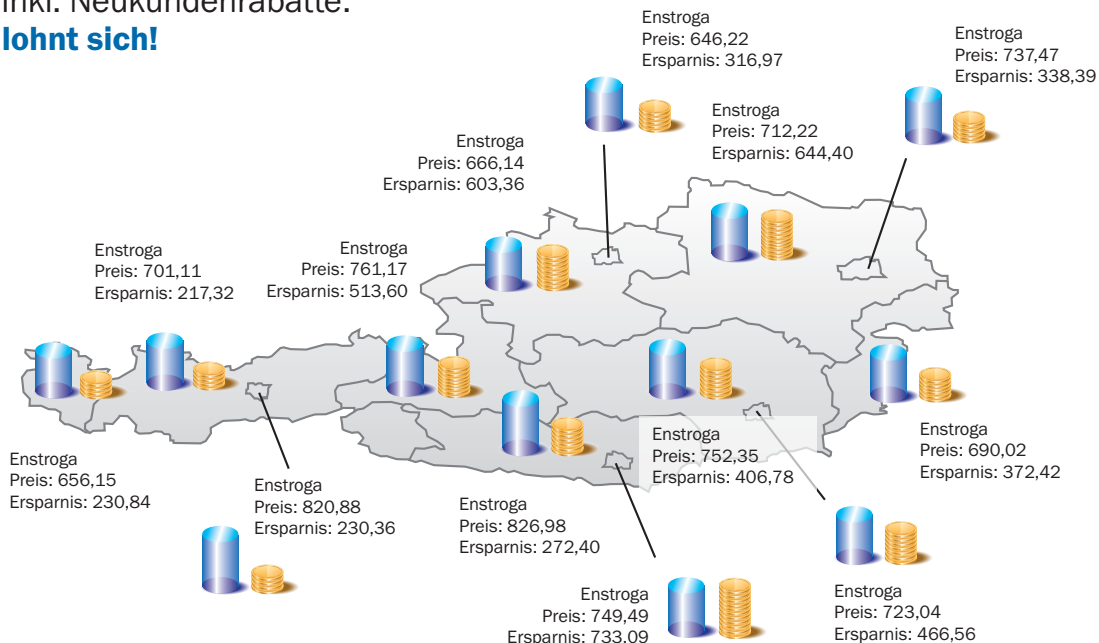 inkl. Neukundenrabatte.
lohnt sich!
Enstroga
Preis: 646,22
Ersparnis: 316,97
Enstroga
Preis: 737,47
Ersparnis: 338,39
Enstroga
Preis: 712,22
Ersparnis: 644,40
Enstroga
Preis: 666,14
Ersparnis: 603,36
Enstroga
Preis: 701,11
Ersparnis: 217,32
Enstroga
Preis: 761,17
Ersparnis: 513,60
Enstroga
Preis: 656,15
Ersparnis: 230,84
Enstroga
Preis: 820,88
Ersparnis: 230,36
Enstroga
Preis: 826,98
Ersparnis: 272,40
Enstroga
Preis: 752,35
Ersparnis: 406,78
Enstroga
Preis: 690,02
Ersparnis: 372,42
Enstroga
Preis: 749,49
Ersparnis: 733,09
Enstroga
Preis: 723,04
Ersparnis: 466,56